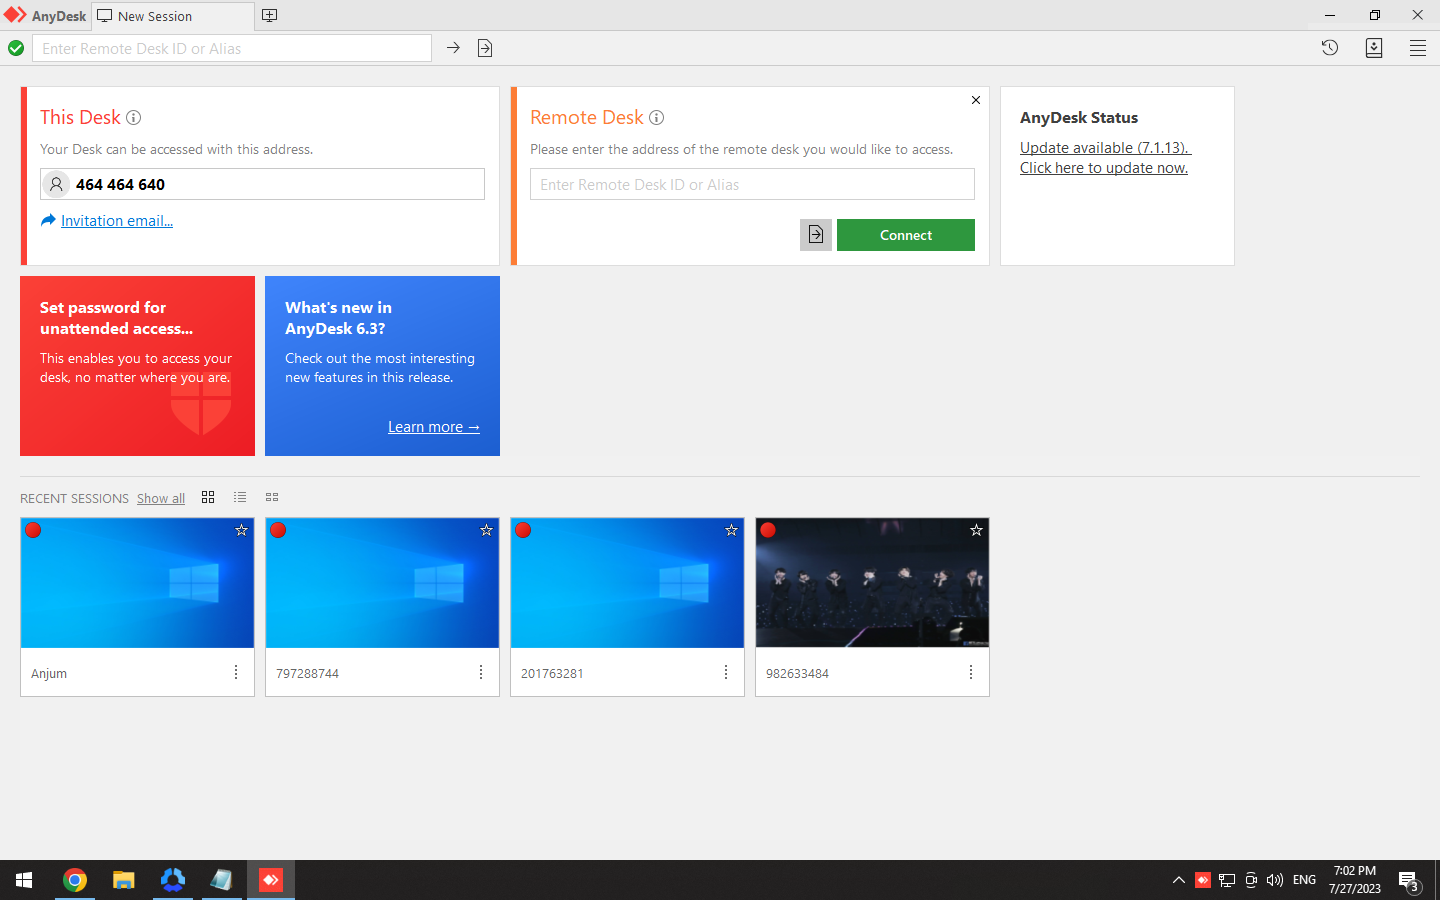 AnyDesk
New Session
Enter Remote Desk ID or Alias
This Desk
Your Desk can be accessed with this address.
464 464 640
Invitation email...
Remote Desk
Please enter the address of the remote desk you would like to access.
Enter Remote Desk ID or Alias
Connect
AnyDesk Status
Update available (7.1.13).
Click here to update now.
Set password for
unattended access...
This enables you to access your
desk, no matter where you are.
What's new in
AnyDesk 6.3?
Check out the most interesting
new features in this release.
Learn more →
RECENT SESSIONS Show all
Anjum
797288744
201763281
982633484
ENG
7:02 PM
7/27/2023
3